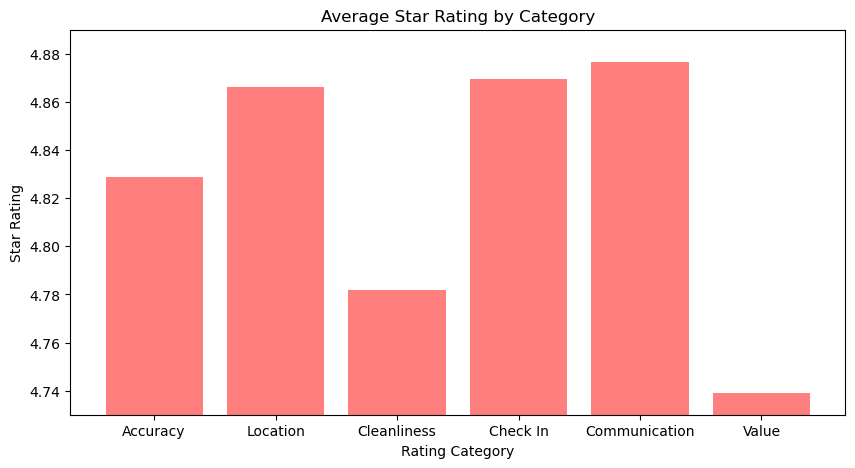 Average Star Rating by Category
4.88
4.86
4.84
4.82
4.80
4.78
4.76
4.74
Star Rating
Accuracy Location Cleanliness Check In Communication Value
Rating Category